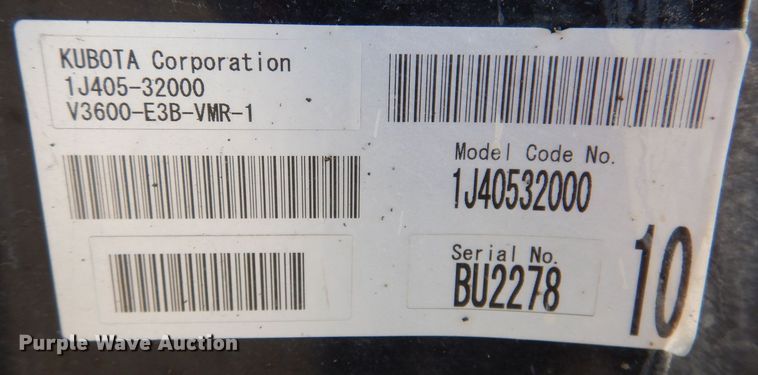 KUBOTA Corporation
1J405-32000
V3600-E3B-VMR-1
Model Code No.
1J40532000
Serial No.
BU2278
10
Purple Wave Auction